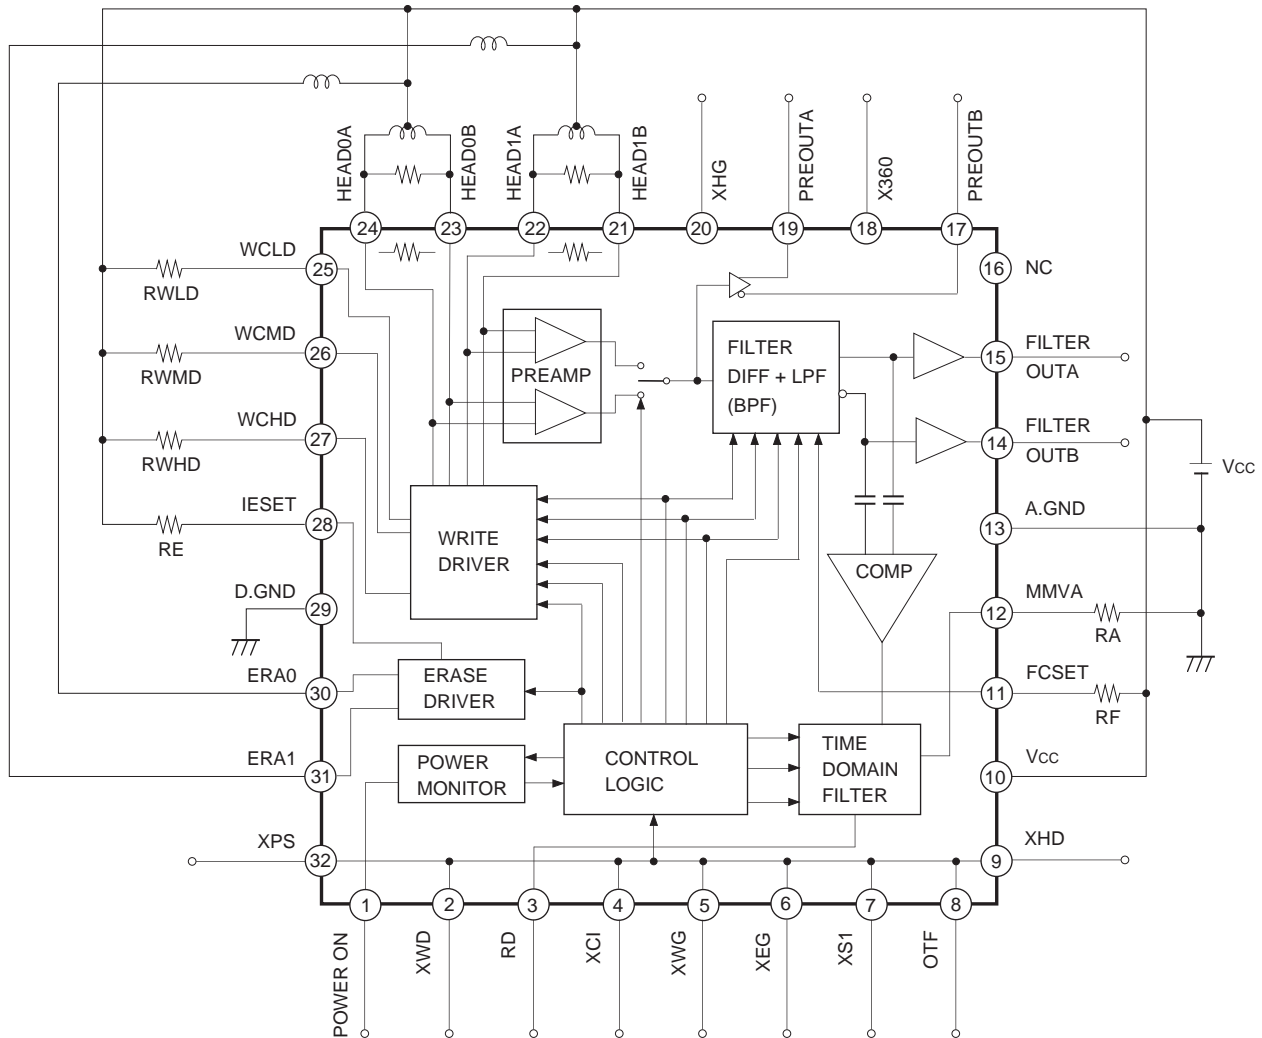 HEAD0A
HEAD0B
HEAD1A
HEAD1B
XHG
PREOUTA
X360
PREOUTB
24
23
22
21
20
19
18
17
WCLD
25
RWLD
16
NC
WCMD
26
RWMD
PREAMP
FILTER
DIFF + LPF
(BPF)
15
FILTER
OUTA
WCHD
27
RWHD
14
FILTER
OUTB
VCC
IESET
28
RE
WRITE
DRIVER
13
A.GND
COMP
D.GND
29
12
MMVA
RA
ERA0
30
ERASE
DRIVER
11
FCSET
RF
ERA1
31
POWER
MONITOR
CONTROL
LOGIC
TIME
DOMAIN
FILTER
10
VCC
XPS
32
9
XHD
1
2
3
4
5
6
7
8
POWER ON
XWD
RD
XCI
XWG
XEG
XS1
OTF